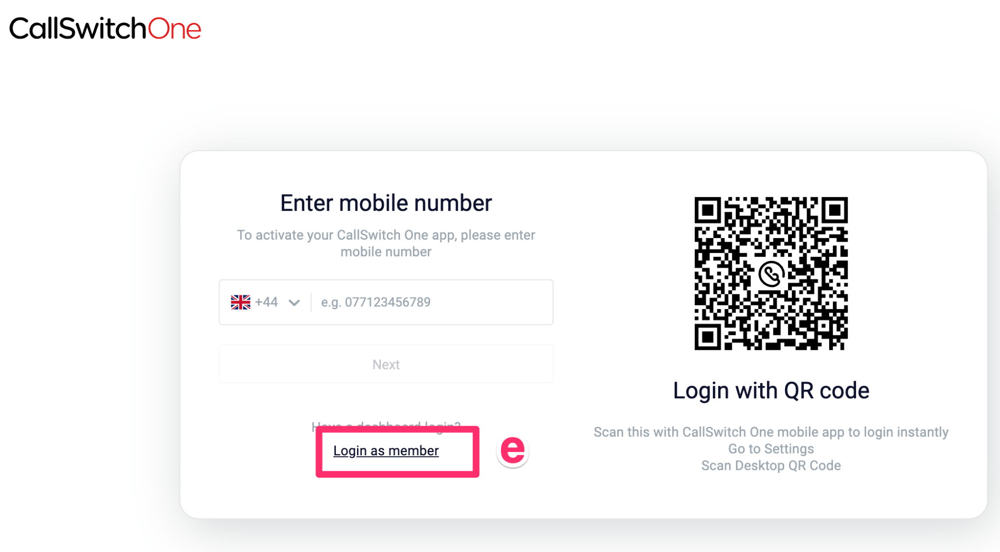 CallSwitchOne
Enter mobile number
To activate your CallSwitch One app, please enter
mobile number
+44
e.g. 077123456789
Next
Have a dashboard login?
Login as member
e
Login with QR code
Scan this with CallSwitch One mobile app to login instantly
Go to Settings
Scan Desktop QR Code